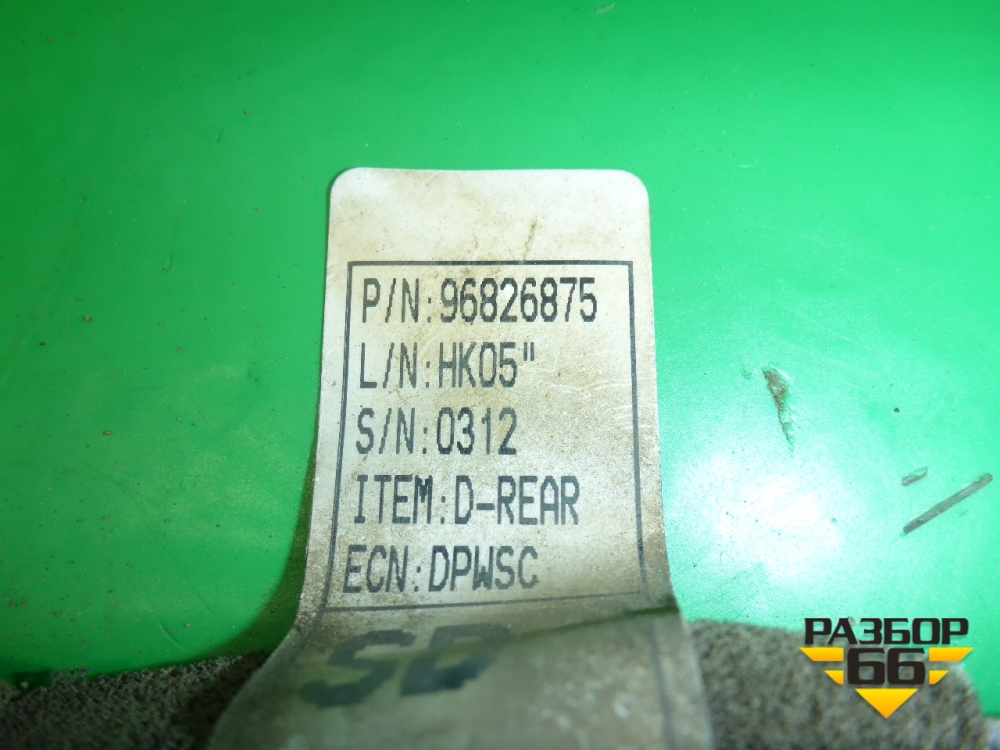 P/N:96826875
L/N:HK05"
S/N:0312
ITEM:D-REAR
ECN:DPWSC
РАЗБОР
66